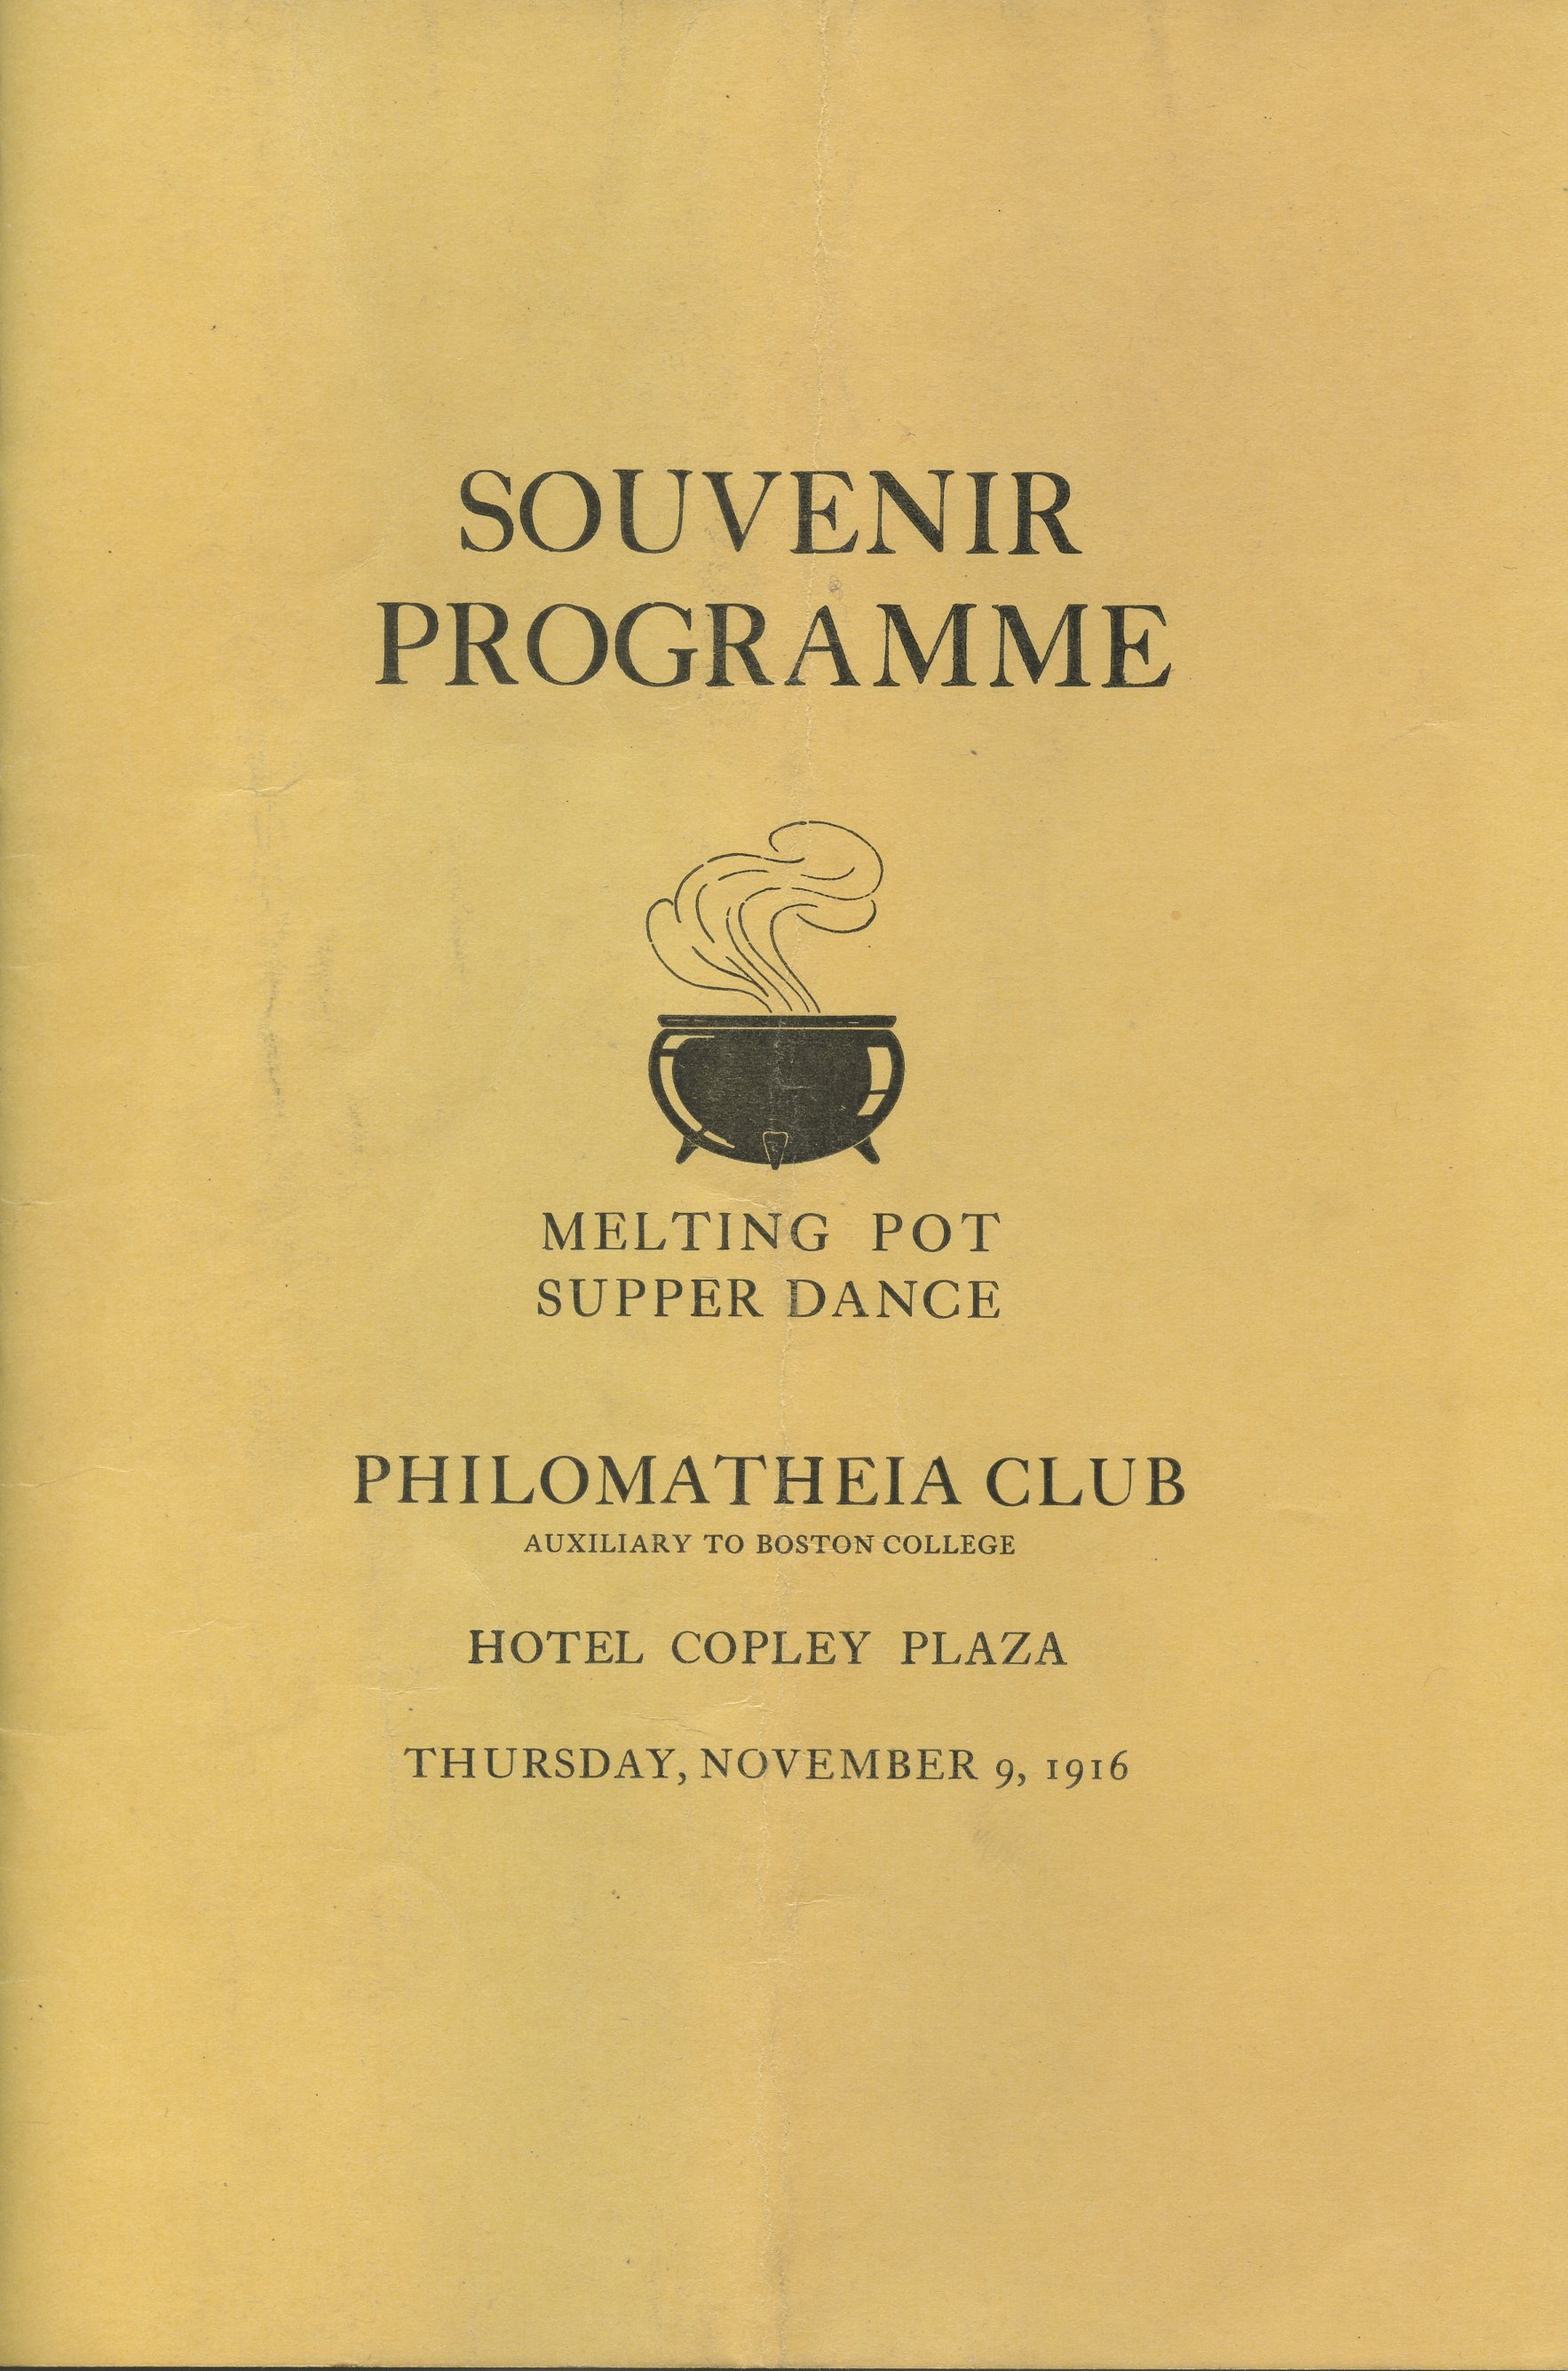 SOUVENIR
PROGRAMME
MELTING POT
SUPPER DANCE
PHILOMATHEIA CLUB
AUXILIARY TO BOSTON COLLEGE
HOTEL COPLEY PLAZA
THURSDAY, NOVEMBER 9, 1916